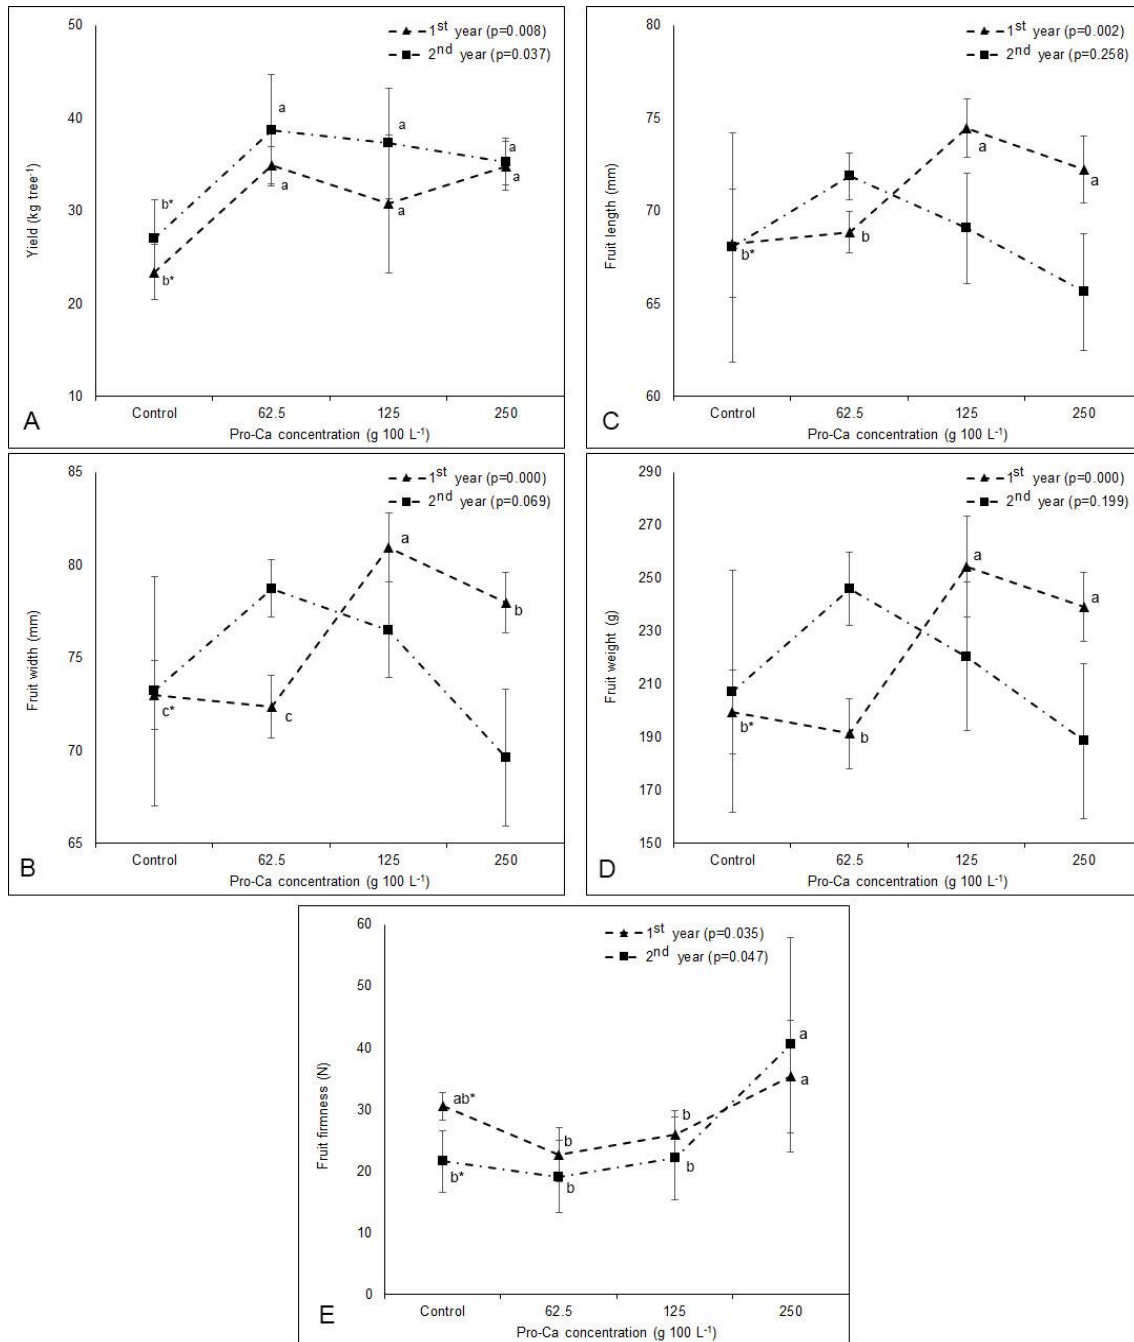 50
40
30
20
10
Yield (kg tree⁻¹)
1st year (p=0.008)
2nd year (p=0.037)
b*
b*
a
a
a
a
a
a
Control 62.5 125 250
Pro-Ca concentration (g 100 L⁻¹)
A
80
75
70
65
60
Fruit length (mm)
1st year (p=0.002)
2nd year (p=0.258)
b*
b
a
a
Control 62.5 125 250
Pro-Ca concentration (g 100 L⁻¹)
C
85
80
75
70
65
Fruit width (mm)
1st year (p=0.000)
2nd year (p=0.069)
c*
c
a
b
Control 62.5 125 250
Pro-Ca concentration (g 100 L⁻¹)
B
290
270
250
230
210
190
170
150
Fruit weight (g)
1st year (p=0.000)
2nd year (p=0.199)
b*
b
a
a
Control 62.5 125 250
Pro-Ca concentration (g 100 L⁻¹)
D
60
50
40
30
20
10
0
Fruit firmness (N)
1st year (p=0.035)
2nd year (p=0.047)
ab*
b*
b
b
b
b
a
a
Control 62.5 125 250
Pro-Ca concentration (g 100 L⁻¹)
E